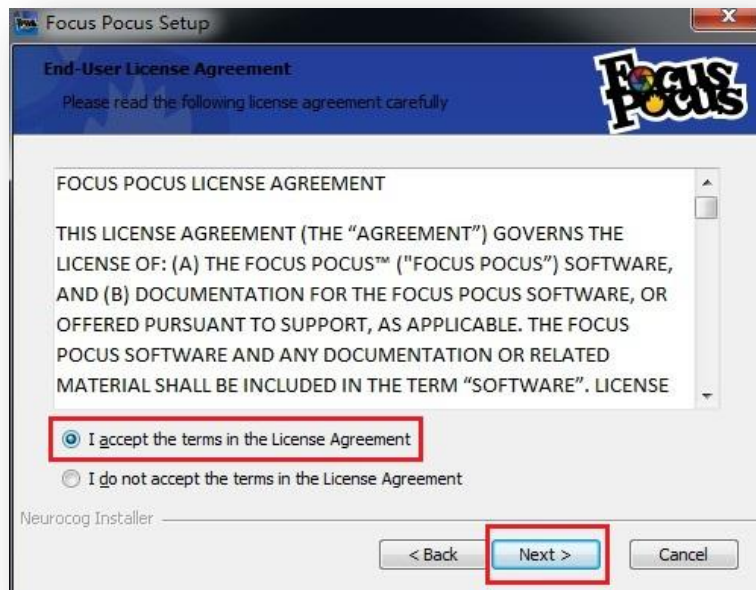 Focus Pocus Setup
End-User License Agreement
Please read the following license agreement carefully
Focus
Pocus
FOCUS POCUS LICENSE AGREEMENT
THIS LICENSE AGREEMENT (THE “AGREEMENT”) GOVERNS THE
LICENSE OF: (A) THE FOCUS POCUS™ ("FOCUS POCUS”) SOFTWARE,
AND (B) DOCUMENTATION FOR THE FOCUS POCUS SOFTWARE, OR
OFFERED PURSUANT TO SUPPORT, AS APPLICABLE. THE FOCUS
POCUS SOFTWARE AND ANY DOCUMENTATION OR RELATED
MATERIAL SHALL BE INCLUDED IN THE TERM “SOFTWARE”. LICENSE
I accept the terms in the License Agreement
I do not accept the terms in the License Agreement
Neurocog Installer
< Back Next > Cancel